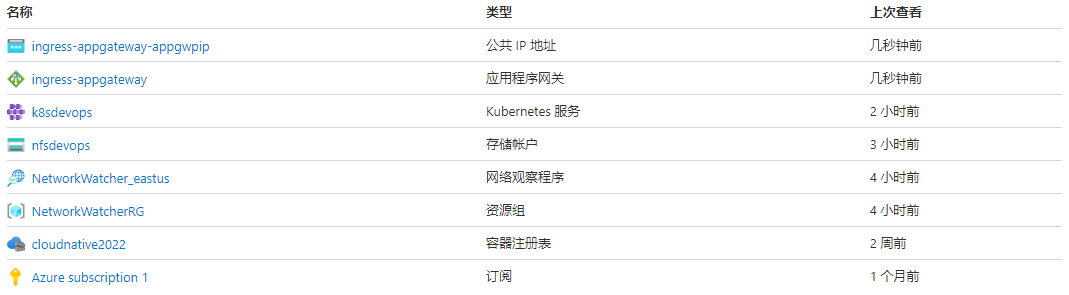 名称 类型 上次查看
ingress-appgateway-appgwpip 公共 IP 地址 几秒钟前
ingress-appgateway 应用程序网关 几秒钟前
k8sdevops Kubernetes 服务 2 小时前
nfsdevops 存储帐户 3 小时前
NetworkWatcher_eastus 网络观察程序 4 小时前
NetworkWatcherRG 资源组 4 小时前
cloudnative2022 容器注册表 2 周前
Azure subscription 1 订阅 1 个月前